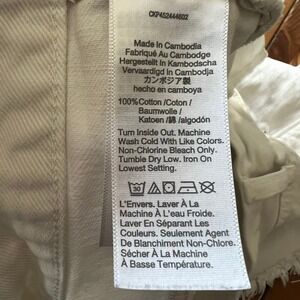 CKP452444802
Made in Cambodia
Fabriqué Au Cambodge
Hergestellt in Kambodscha
Vervaardigd in Cambodja
カンボジア製
hecho en camboya
100%Cotton /Coton /
Baumwolle /
Katoen /綿 /algodón
Turn Inside Out. Machine
Wash Cold With Like Colors.
Non-Chlorine Bleach Only.
Tumble Dry Low. Iron On
Lowest Setting.
30
L'Envers. Laver À La
Machine À L'eau Froide.
Laver En Séparant Les
Couleurs. Seulement Agent
De Blanchiment Non-Chlore.
Sécher À La Machine
À Basse Température.